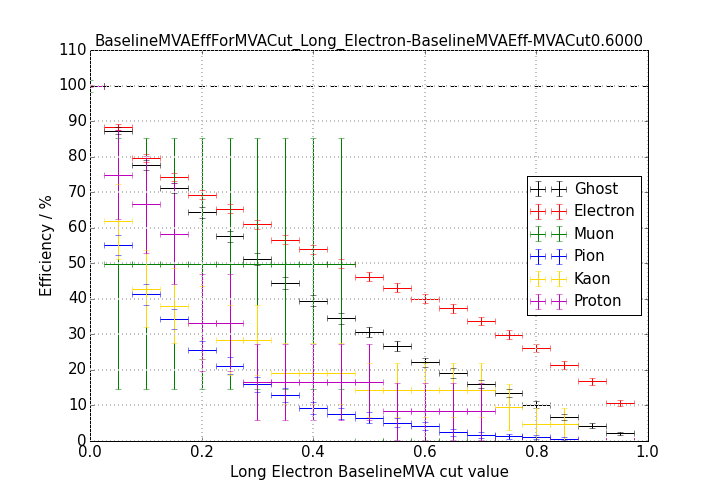 BaselineMVAEffForMVACut_Long_Electron-BaselineMVAEff-MVACut0.6000
110
100
90
80
70
60
50
40
30
20
10
0
Efficiency / %
Ghost
Electron
Muon
Pion
Kaon
Proton
0.0 0.2 0.4 0.6 0.8 1.0
Long Electron BaselineMVA cut value